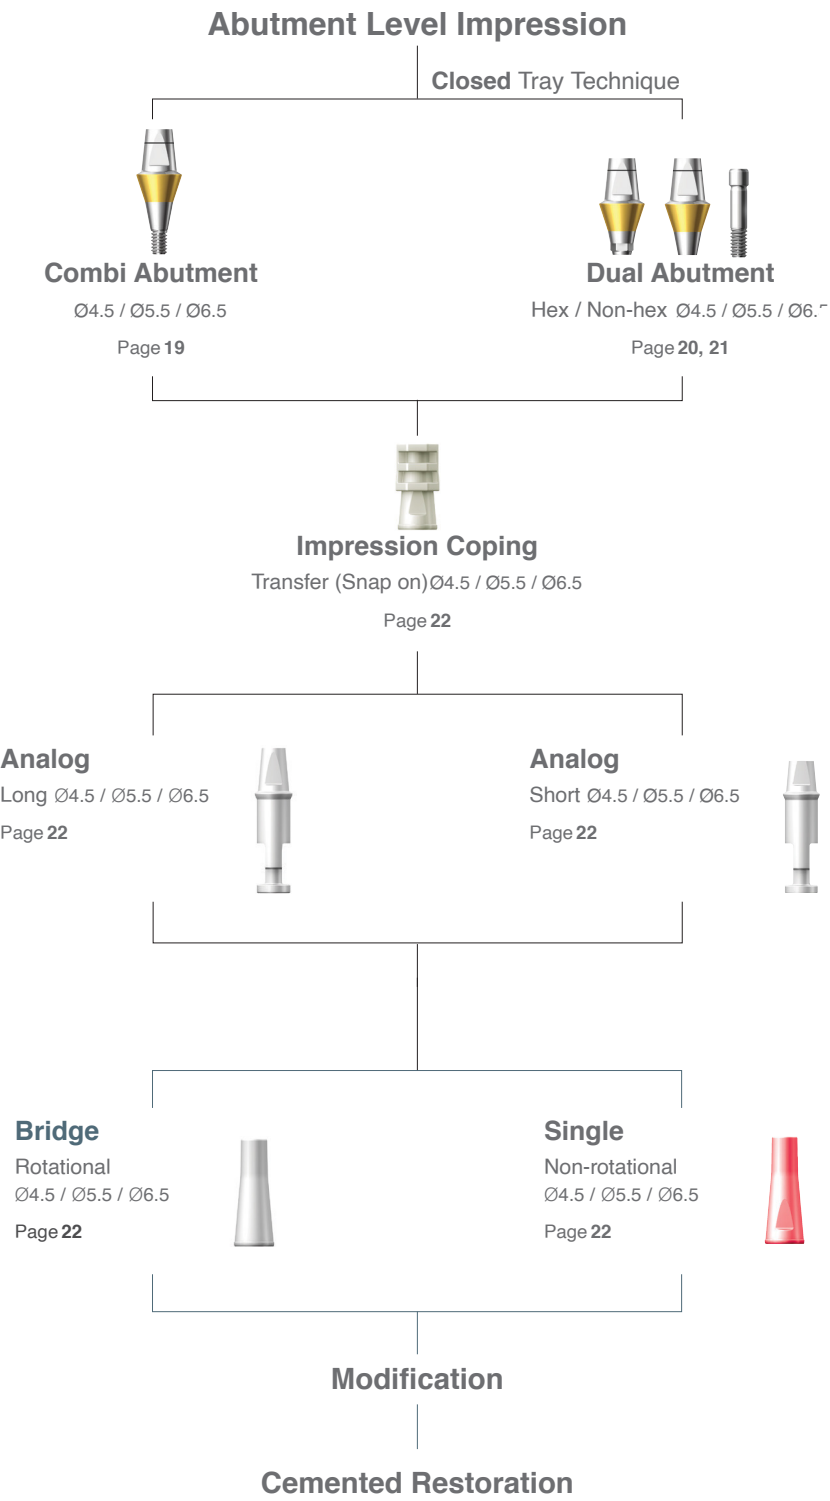 Abutment Level Impression
Closed Tray Technique
Combi Abutment
Ø4.5 / Ø5.5 / Ø6.5
Page 19
Dual Abutment
Hex / Non-hex Ø4.5 / Ø5.5 / Ø6.
Page 20, 21
Impression Coping
Transfer (Snap on)Ø4.5 / Ø5.5 / Ø6.5
Page 22
Analog
Long Ø4.5 / Ø5.5 / Ø6.5
Page 22
Analog
Short Ø4.5 / Ø5.5 / Ø6.5
Page 22
Bridge
Rotational
Ø4.5 / Ø5.5 / Ø6.5
Page 22
Single
Non-rotational
Ø4.5 / Ø5.5 / Ø6.5
Page 22
Modification
Cemented Restoration